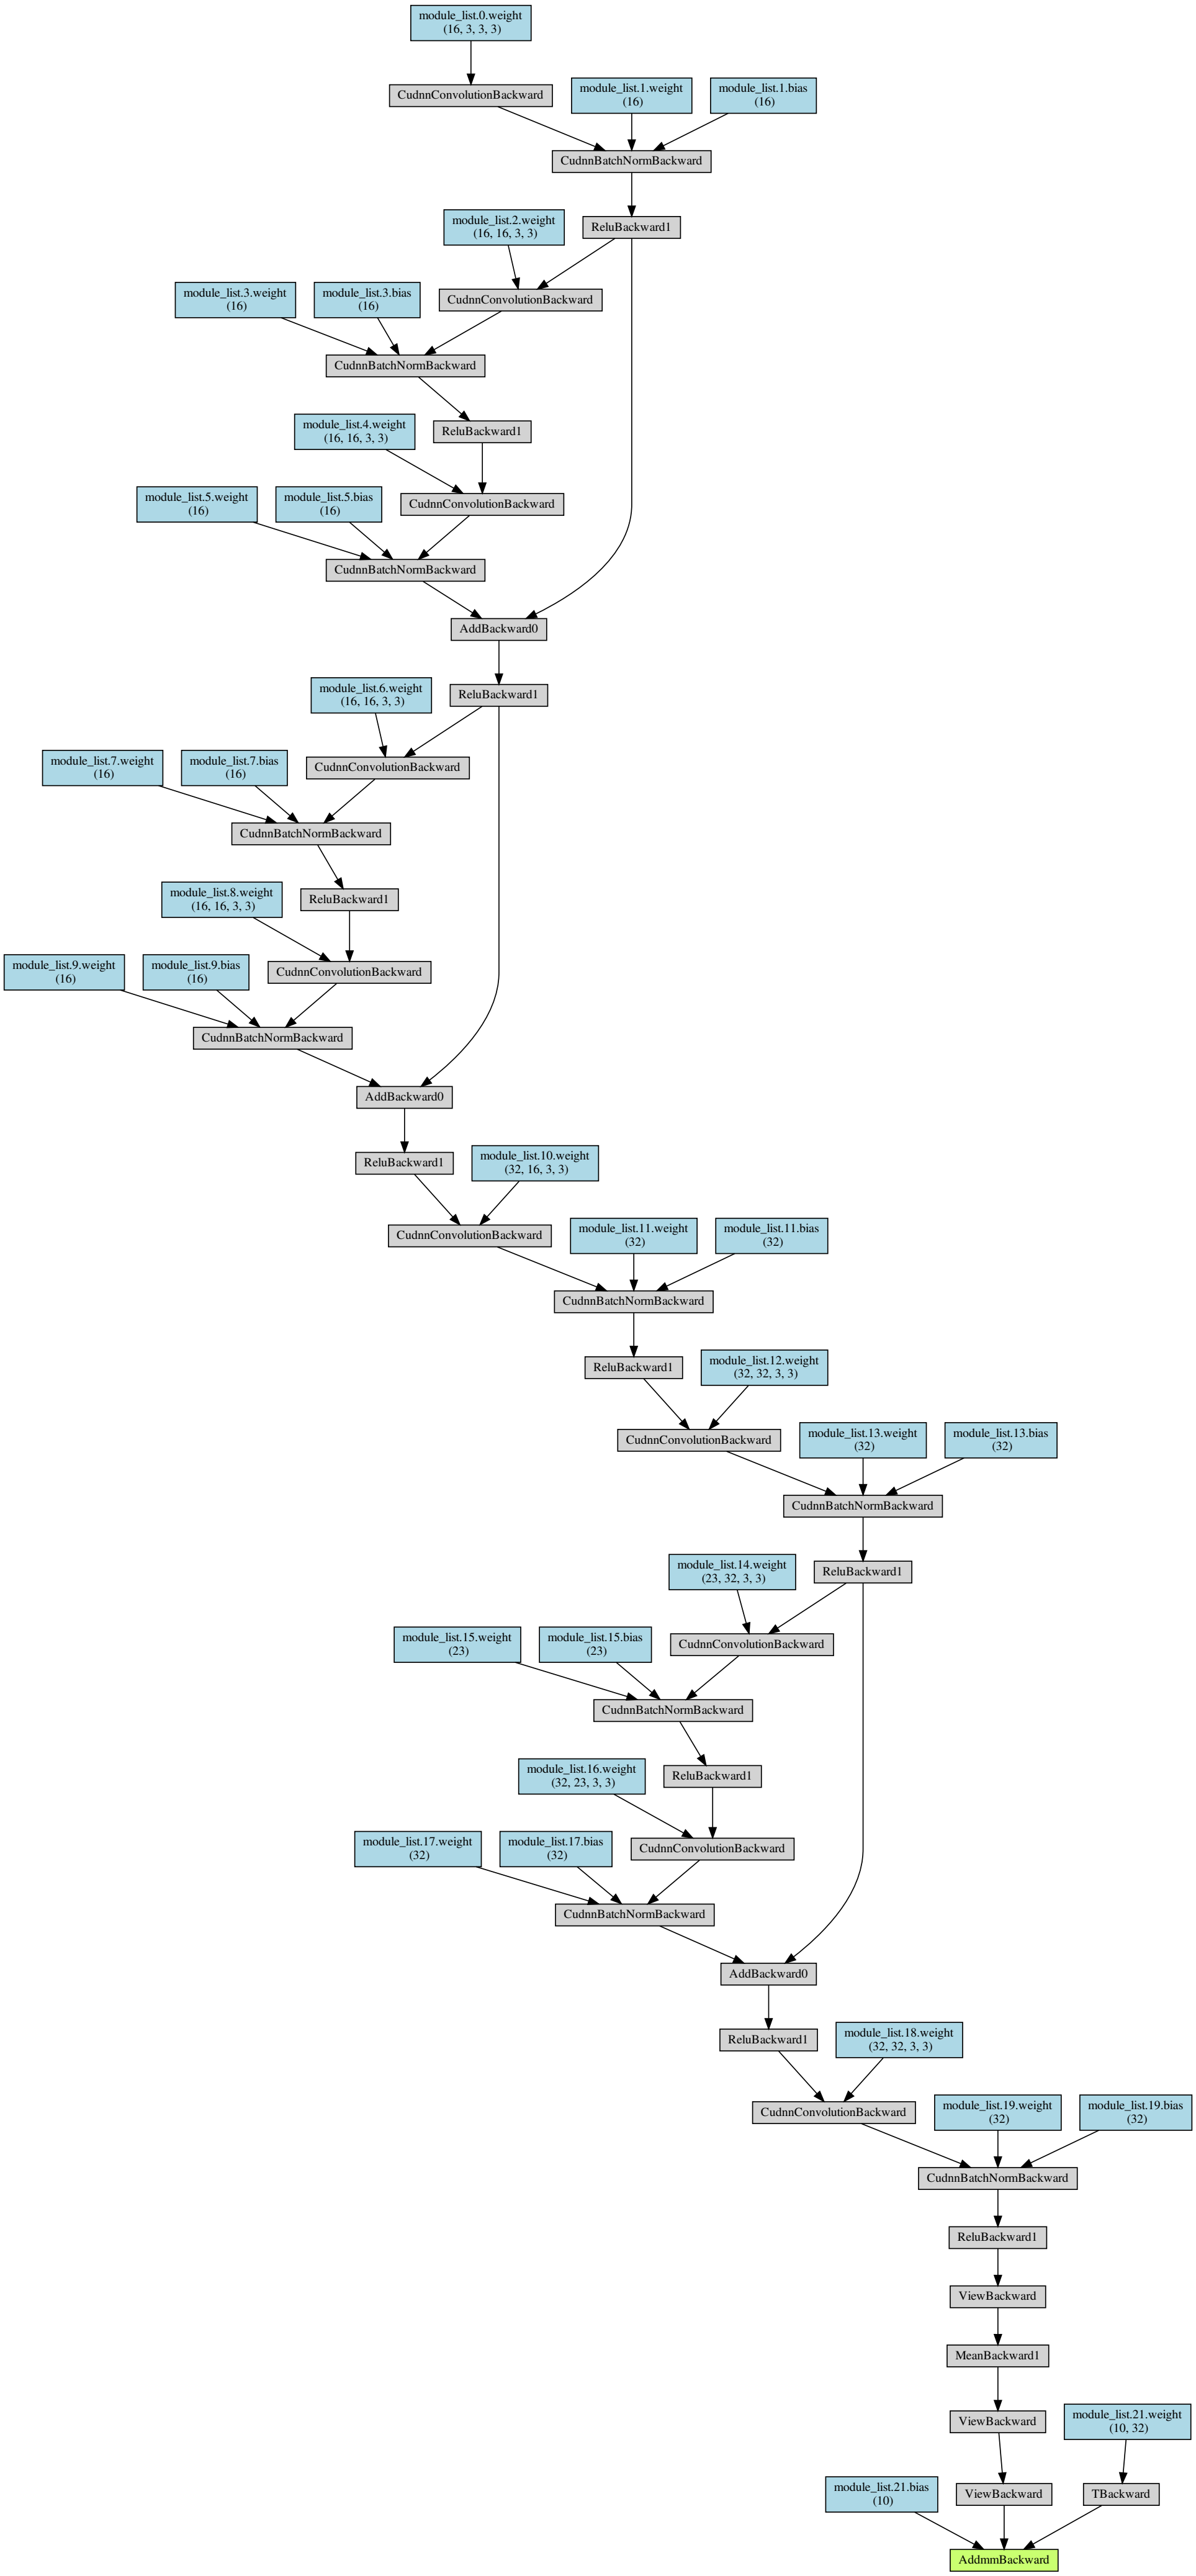 module_list.0.weight
(16, 3, 3, 3)
CudnnConvolutionBackward
module_list.1.weight
(16)
module_list.1.bias
(16)
CudnnBatchNormBackward
module_list.2.weight
(16, 16, 3, 3)
ReluBackward1
CudnnConvolutionBackward
module_list.3.weight
(16)
module_list.3.bias
(16)
CudnnBatchNormBackward
module_list.4.weight
(16, 16, 3, 3)
ReluBackward1
CudnnConvolutionBackward
module_list.5.weight
(16)
module_list.5.bias
(16)
CudnnBatchNormBackward
AddBackward0
module_list.6.weight
(16, 16, 3, 3)
ReluBackward1
CudnnConvolutionBackward
module_list.7.weight
(16)
module_list.7.bias
(16)
CudnnBatchNormBackward
module_list.8.weight
(16, 16, 3, 3)
ReluBackward1
CudnnConvolutionBackward
module_list.9.weight
(16)
module_list.9.bias
(16)
CudnnBatchNormBackward
AddBackward0
ReluBackward1
module_list.10.weight
(32, 16, 3, 3)
CudnnConvolutionBackward
module_list.11.weight
(32)
module_list.11.bias
(32)
CudnnBatchNormBackward
ReluBackward1
module_list.12.weight
(32, 32, 3, 3)
CudnnConvolutionBackward
module_list.13.weight
(32)
module_list.13.bias
(32)
CudnnBatchNormBackward
module_list.14.weight
(23, 32, 3, 3)
ReluBackward1
CudnnConvolutionBackward
module_list.15.weight
(23)
module_list.15.bias
(23)
CudnnBatchNormBackward
module_list.16.weight
(32, 23, 3, 3)
ReluBackward1
CudnnConvolutionBackward
module_list.17.weight
(32)
module_list.17.bias
(32)
CudnnBatchNormBackward
AddBackward0
ReluBackward1
module_list.18.weight
(32, 32, 3, 3)
CudnnConvolutionBackward
module_list.19.weight
(32)
module_list.19.bias
(32)
CudnnBatchNormBackward
ReluBackward1
ViewBackward
MeanBackward1
ViewBackward
module_list.21.weight
(10, 32)
module_list.21.bias
(10)
ViewBackward
TBackward
AddmmBackward